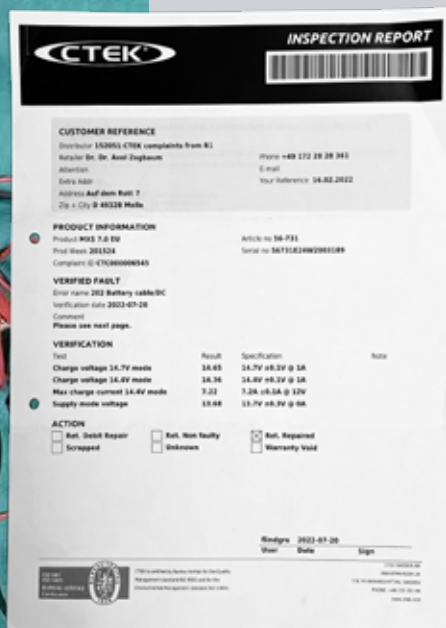 CTEK
INSPECTION REPORT
CUSTOMER REFERENCE
Distributor 152051 CTEK complaints from B1
Retailer Dr. Dr. Axel Zogbaum
Phone +49 172 28 28 361
Attention
E-mail
Extra Addr
Your Reference 14.02.2022
Address Auf dem Rott 7
Zip + City D 49328 Melle
PRODUCT INFORMATION
Product MXS 7.0 EU
Article no 56-731
Prod Week 201524
Complaint ID CTC000006545
VERIFIED FAULT
Error name 202 Battery cable/DC
Verification date 2022-07-20
Comment
Please see next page.
VERIFICATION
Test Result Specification Note
Charge voltage 14.7V mode 14.65 14.7V ±0.1V @ 1A
Charge voltage 14.4V mode 14.36 14.4V ±0.1V @ 1A
Max charge current 14.4V mode 7.22 7.2A ±0.1A @ 12V
Supply mode voltage 13.68 13.7V ±0.3V @ 0A
ACTION
Ret. Debit Repair Ret. Non faulty Ret. Repaired
Scrapped Unknown Warranty Void
2022-07-20
User Date Sign